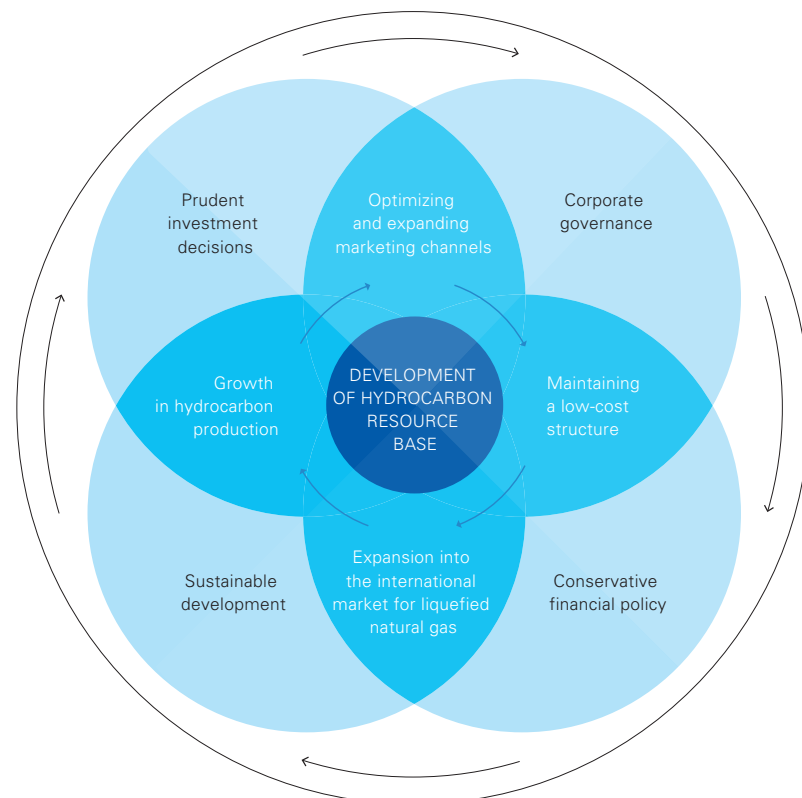 Prudent
investment
decisions
Optimizing
and expanding
marketing channels
Corporate
governance
Growth
in hydrocarbon
production
DEVELOPMENT
OF HYDROCARBON
RESOURCE
BASE
Maintaining
a low-cost
structure
Sustainable
development
Expansion into
the international
market for liquefied
natural gas
Conservative
financial policy